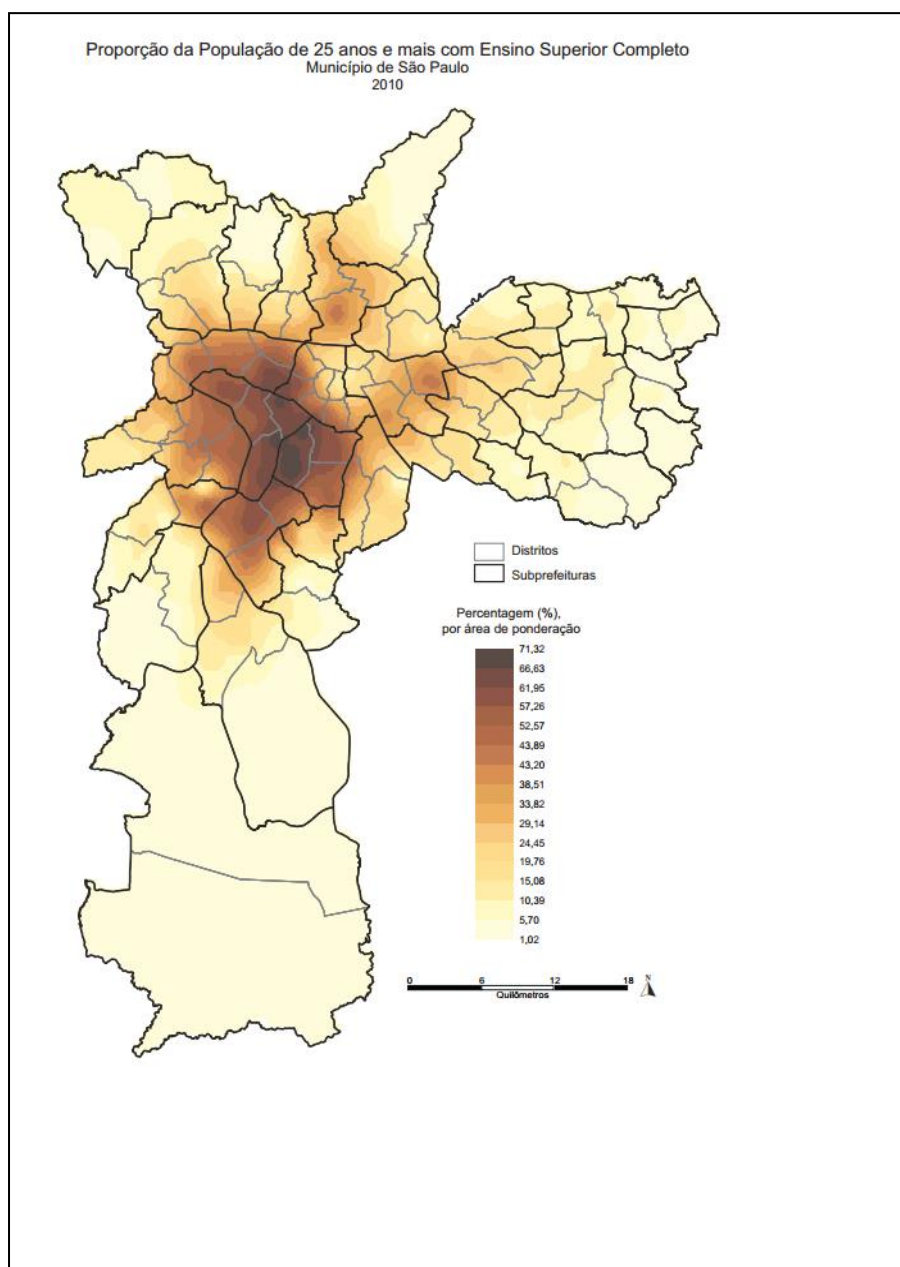 Proporção da População de 25 anos e mais com Ensino Superior Completo
Município de São Paulo
2010
Distritos
Subprefeituras
Percentagem (%),
por área de ponderação
71,32
66,63
61,95
57,26
52,57
43,89
43,20
38,51
33,82
29,14
24,45
19,76
15,08
10,39
5,70
1,02
0 6 12 18
Quilômetros
N